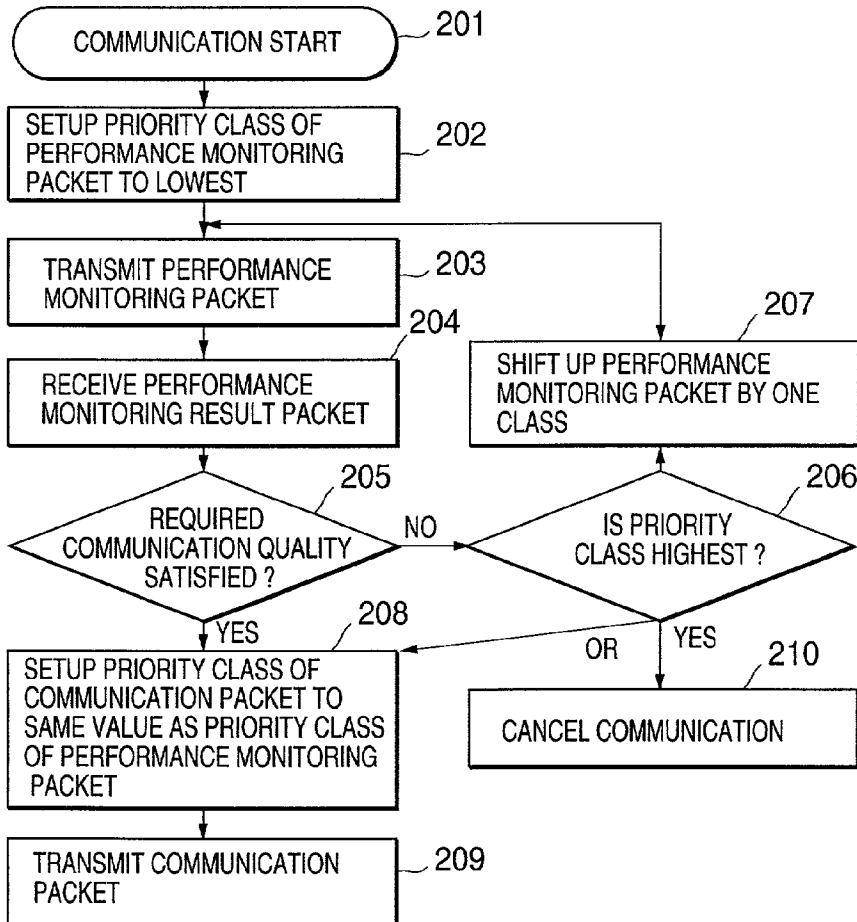 COMMUNICATION START
201
SETUP PRIORITY CLASS OF
PERFORMANCE MONITORING
PACKET TO LOWEST
202
TRANSMIT PERFORMANCE
MONITORING PACKET
203
204
RECEIVE PERFORMANCE
MONITORING RESULT PACKET
207
SHIFT UP PERFORMANCE
MONITORING PACKET BY ONE
CLASS
205
REQUIRED
COMMUNICATION QUALITY
SATISFIED ?
NO
206
IS PRIORITY
CLASS HIGHEST ?
YES
208
OR
YES
SETUP PRIORITY CLASS OF
COMMUNICATION PACKET TO
SAME VALUE AS PRIORITY CLASS
OF PERFORMANCE MONITORING
PACKET
210
CANCEL COMMUNICATION
TRANSMIT COMMUNICATION
PACKET
209